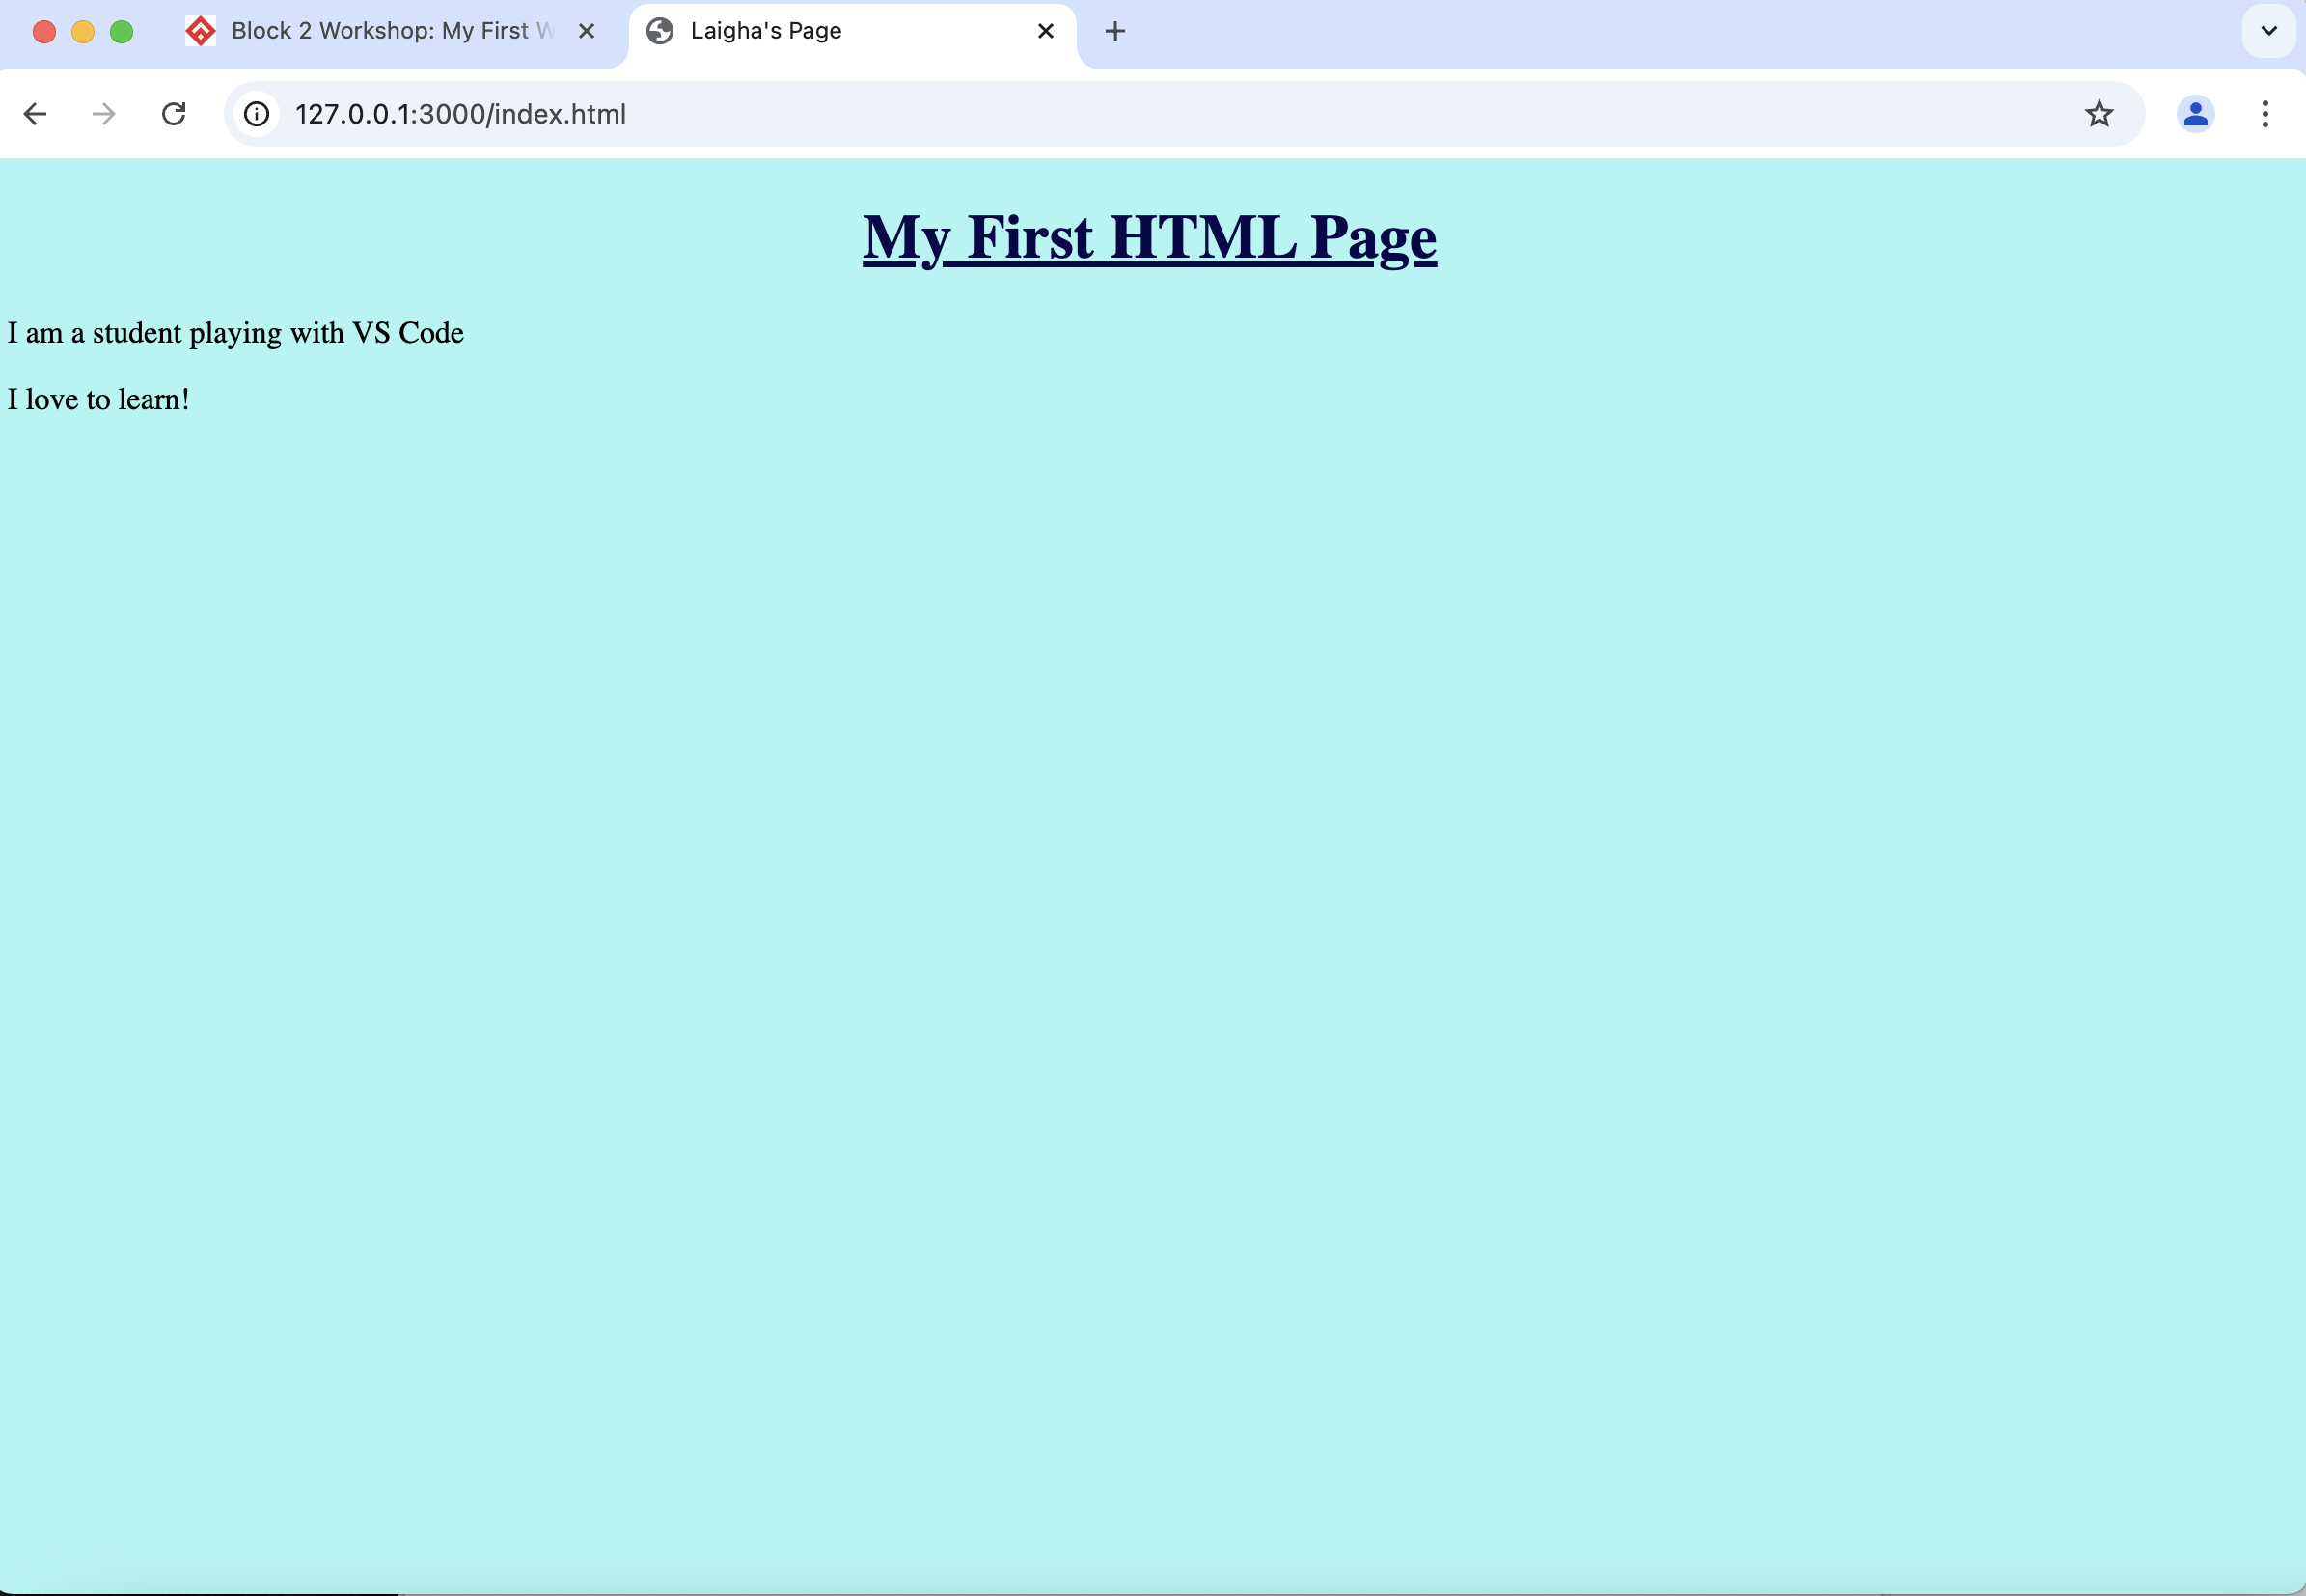 Block 2 Workshop: My First W
Laigha's Page
127.0.0.1:3000/index.html
My First HTML Page
I am a student playing with VS Code
I love to learn!